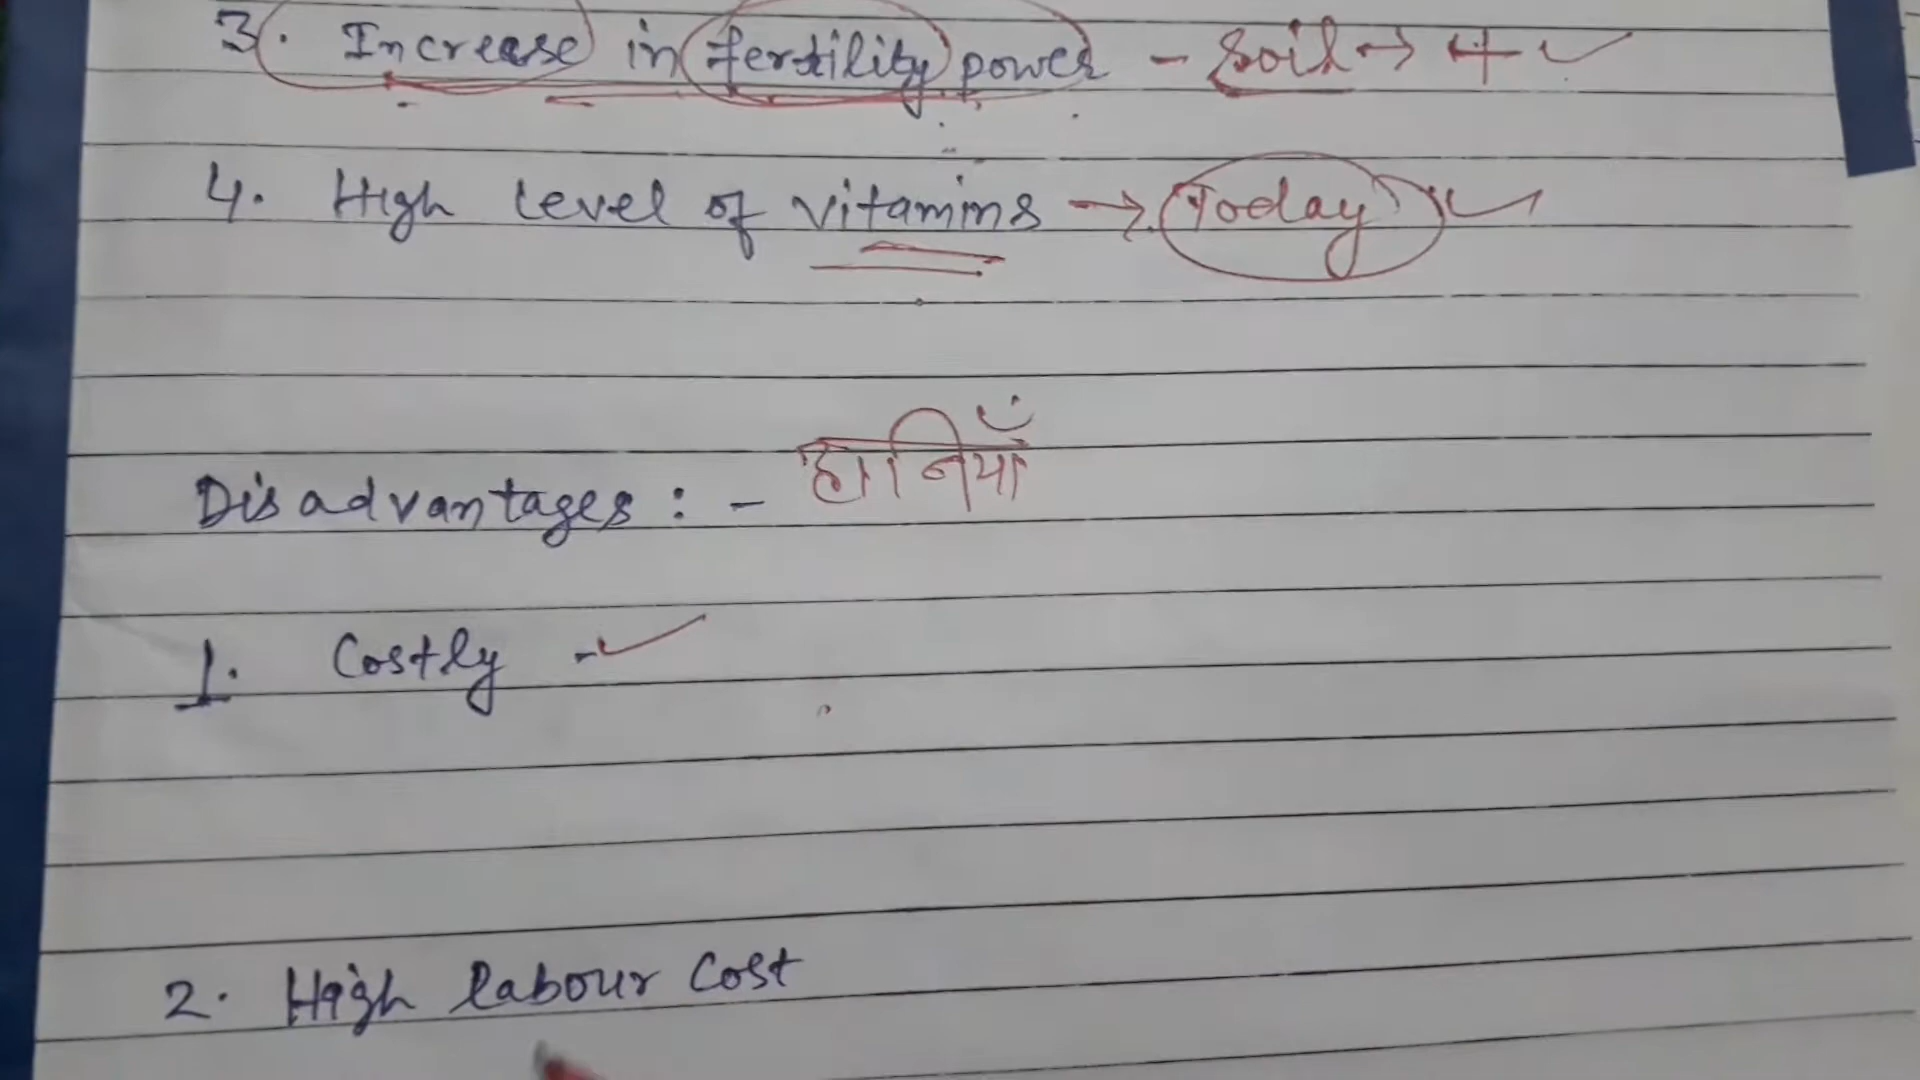 3. Increase in fertility power - Soil → +
4. High level of vitamins → Today
Disadvantages : - हानियाँ
1. Costly -
2. High labour cost